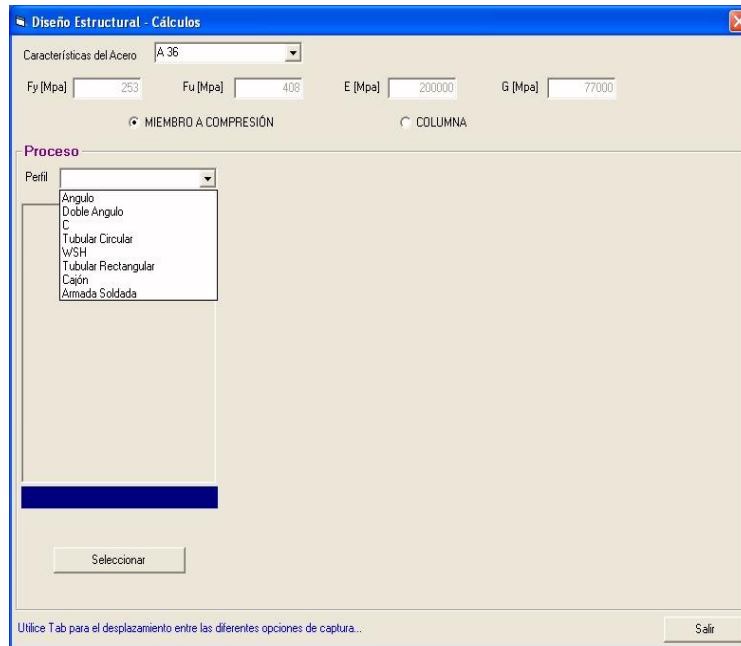 Diseño Estructural - Cálculos
Características del Acero A 36
Fy [Mpa] 253 Fu [Mpa] 408 E [Mpa] 200000 G [Mpa] 77000
MIEMBRO A COMPRESIÓN COLUMNA
Proceso
Perfil
Angulo
Doble Angulo
C
Tubular Circular
WSH
Tubular Rectangular
Cajón
Armada Soldada
Seleccionar
Utilice Tab para el desplazamiento entre las diferentes opciones de captura... Salir